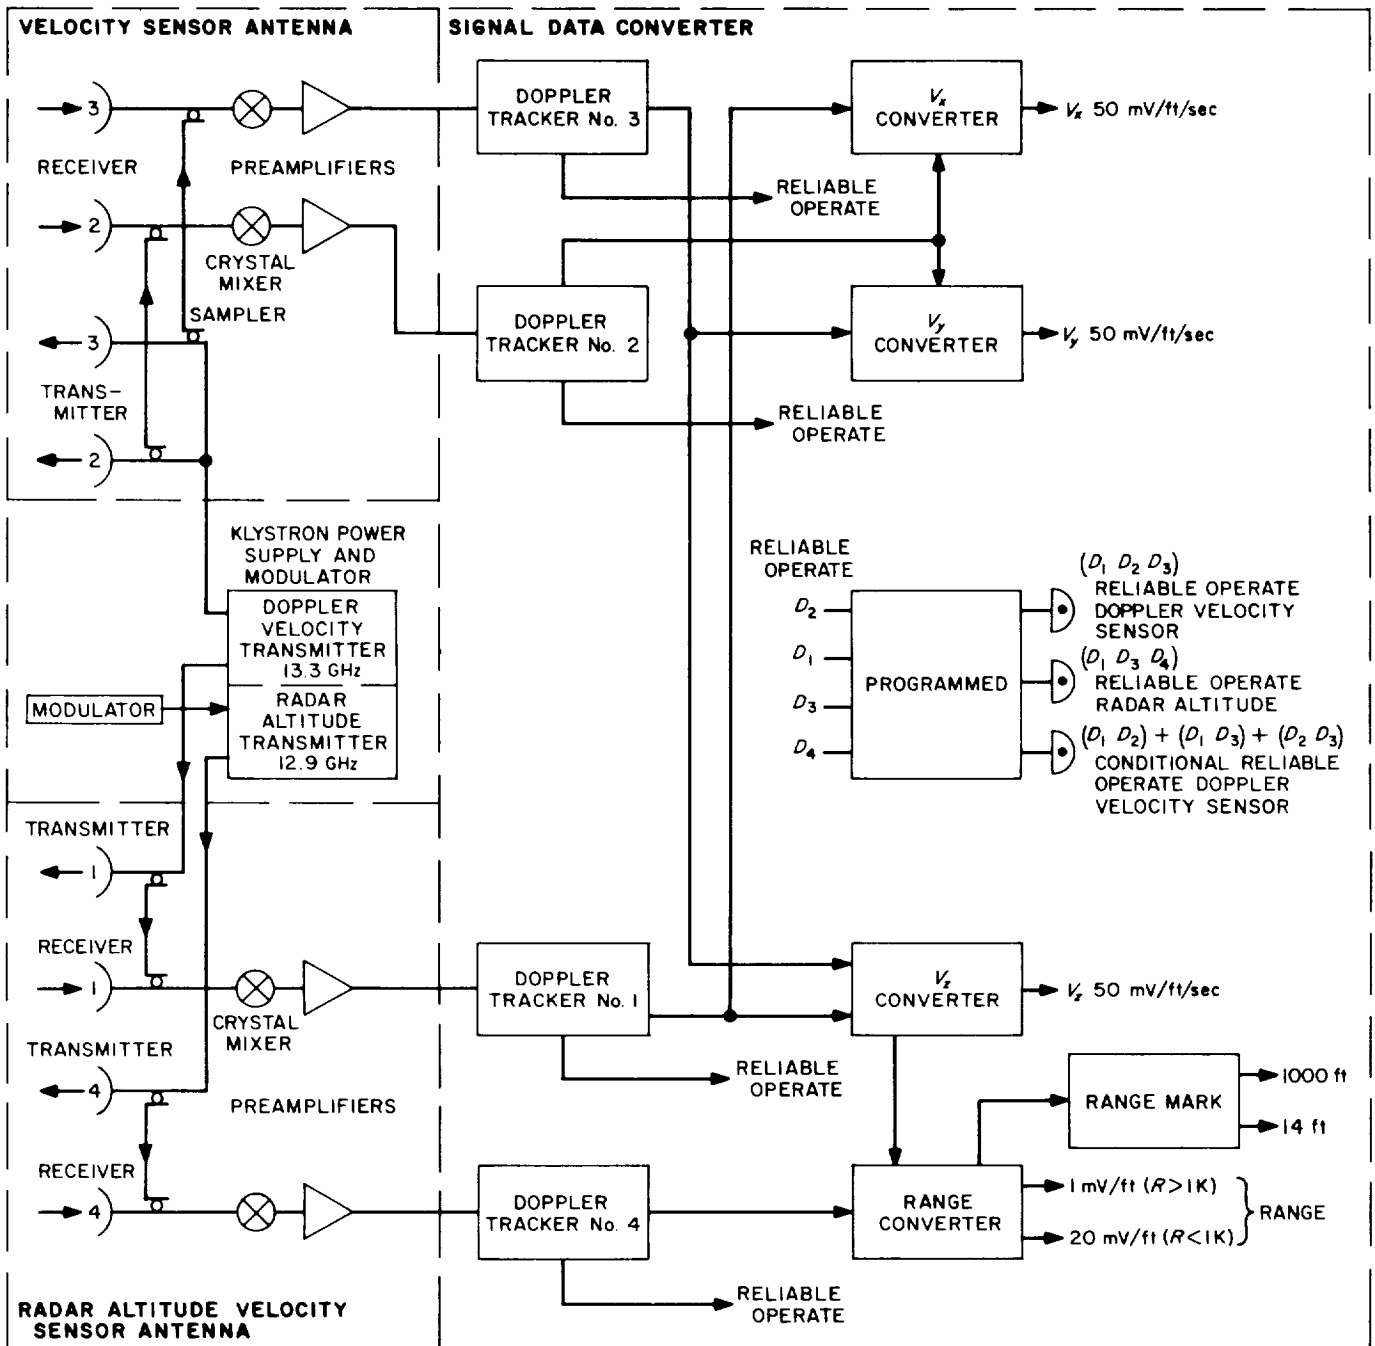 VELOCITY SENSOR ANTENNA
SIGNAL DATA CONVERTER
3
RECEIVER
PREAMPLIFIERS
2
CRYSTAL
MIXER
SAMPLER
3
TRANS-
MITTER
2
DOPPLER
TRACKER No. 3
RELIABLE
OPERATE
DOPPLER
TRACKER No. 2
RELIABLE
OPERATE
Vx
CONVERTER
Vx 50 mV/ft/sec
Vy
CONVERTER
Vy 50 mV/ft/sec
KLYSTRON POWER
SUPPLY AND
MODULATOR
DOPPLER
VELOCITY
TRANSMITTER
13.3 GHz
MODULATOR
RADAR
ALTITUDE
TRANSMITTER
12.9 GHz
RELIABLE
OPERATE
D2
D1
D3
D4
PROGRAMMED
(D1 D2 D3)
RELIABLE OPERATE
DOPPLER VELOCITY
SENSOR
(D1 D3 D4)
RELIABLE OPERATE
RADAR ALTITUDE
(D1 D2) + (D1 D3) + (D2 D3)
CONDITIONAL RELIABLE
OPERATE DOPPLER
VELOCITY SENSOR
TRANSMITTER
1
RECEIVER
1
CRYSTAL
MIXER
TRANSMITTER
4
PREAMPLIFIERS
RECEIVER
4
DOPPLER
TRACKER No. 1
RELIABLE
OPERATE
Vz
CONVERTER
Vz 50 mV/ft/sec
RANGE MARK
1000 ft
14 ft
DOPPLER
TRACKER No. 4
RELIABLE
OPERATE
RANGE
CONVERTER
1 mV/ft (R>1K)
20 mV/ft (R<1K)
RANGE
RADAR ALTITUDE VELOCITY
SENSOR ANTENNA